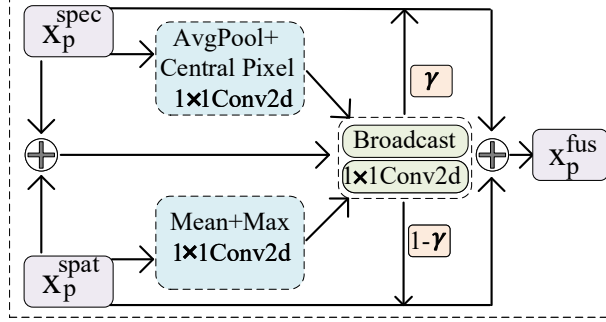 x_p^spec
AvgPool+
Central Pixel
1×1Conv2d
γ
Broadcast
1×1Conv2d
x_p^fus
Mean+Max
1×1Conv2d
1-γ
x_p^spat